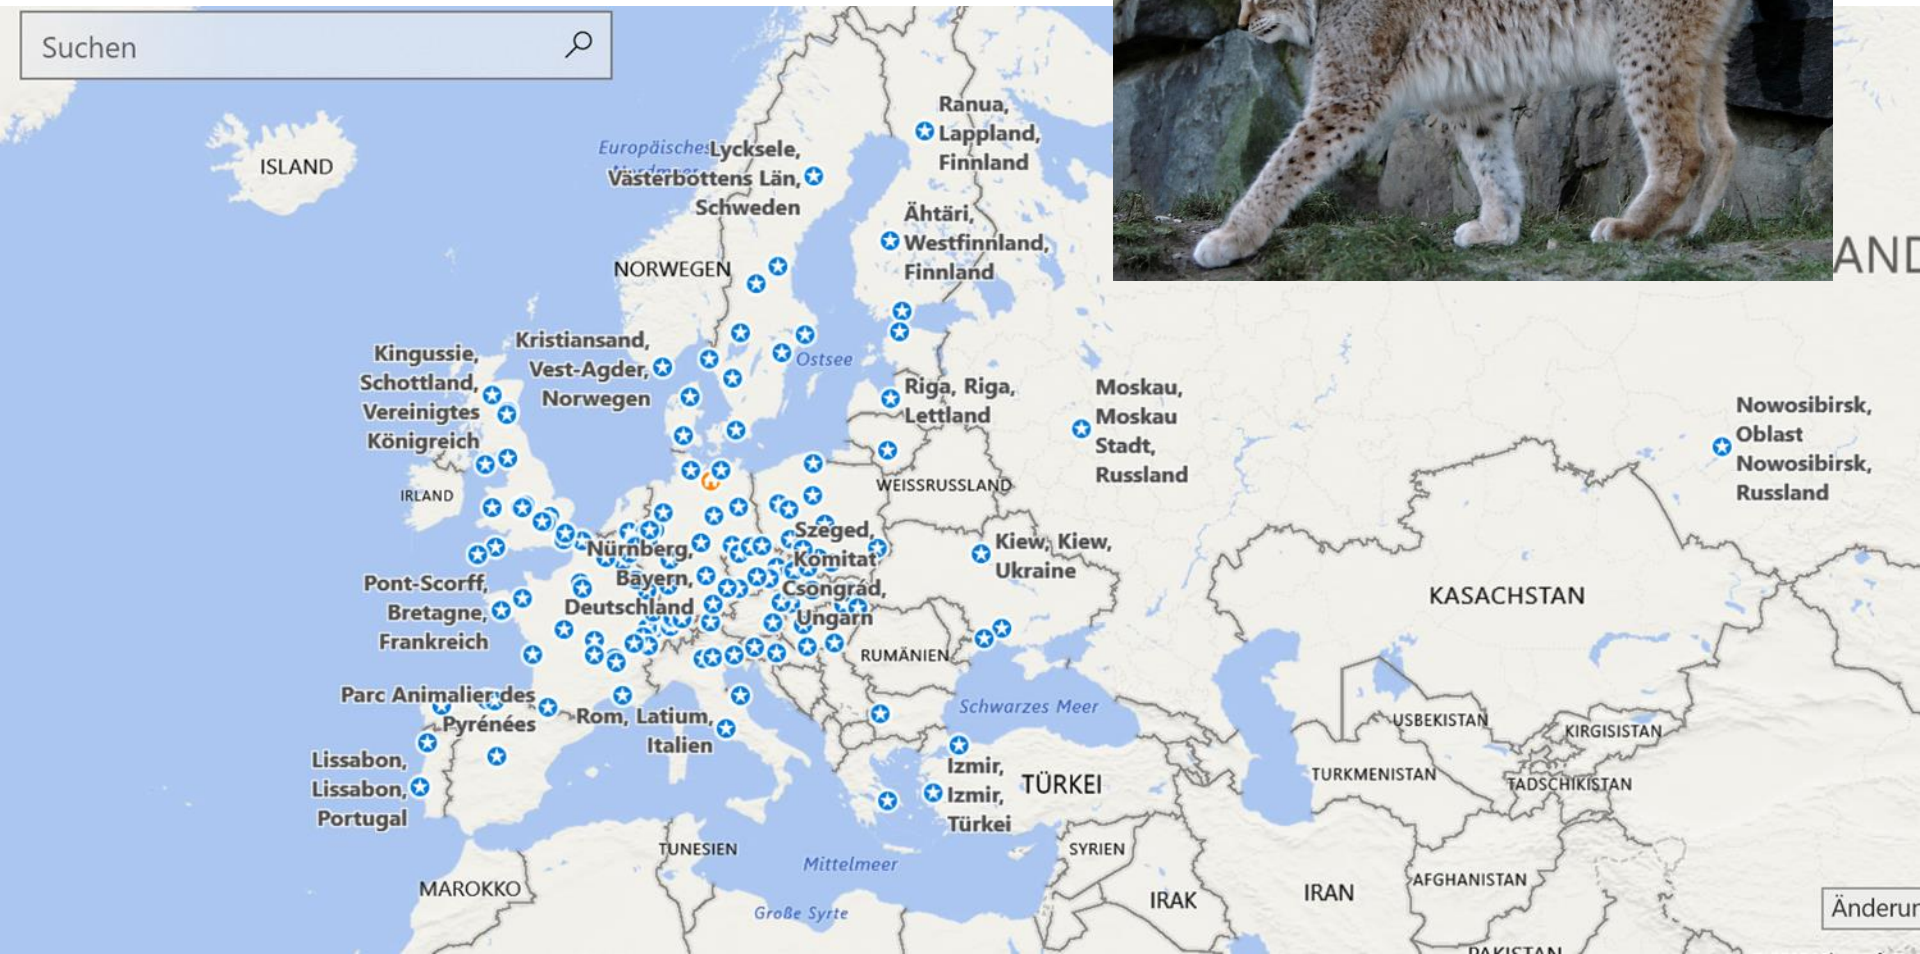 Suchen
ISLAND
Europäisches
Lycksele,
Västerbottens Län,
Schweden
Ranua,
Lappland,
Finnland
Ähtäri,
Westfinnland,
Finnland
NORWEGEN
AND
Kingussie,
Schottland,
Vereinigtes
Königreich
Kristiansand,
Vest-Agder,
Norwegen
Ostsee
Riga, Riga,
Lettland
Moskau,
Moskau
Stadt,
Russland
Nowosibirsk,
Oblast
Nowosibirsk,
Russland
IRLAND
WEISSRUSSLAND
Nürnberg,
Bayern,
Deutschland
Szeged,
Komitat
Csongrád,
Ungarn
Kiew, Kiew,
Ukraine
Pont-Scorff,
Bretagne,
Frankreich
KASACHSTAN
RUMÄNIEN
Parc Animalier des
Pyrénées
Rom, Latium,
Italien
Schwarzes Meer
USBEKISTAN
KIRGISISTAN
Lissabon,
Lissabon,
Portugal
Izmir,
Izmir,
Türkei
TÜRKEI
TURKMENISTAN
TADSCHIKISTAN
TUNESIEN
Mittelmeer
SYRIEN
MAROKKO
Große Syrte
IRAK
IRAN
AFGHANISTAN
Änderun
PAKISTAN